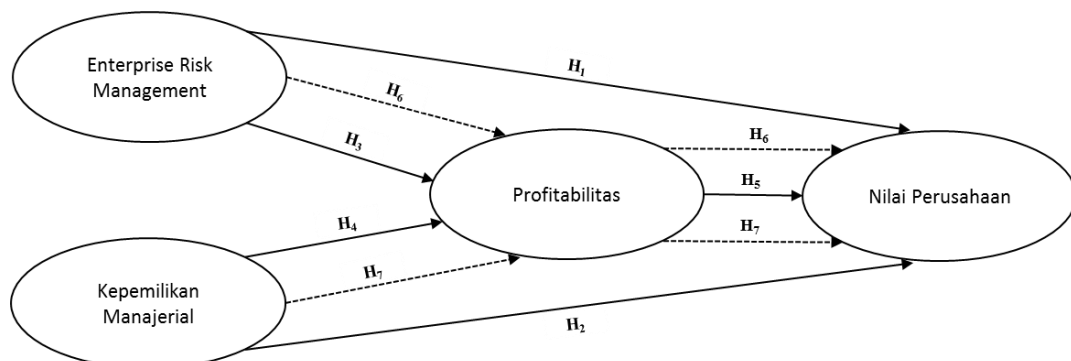 Enterprise Risk
Management
H1
H6
H3
Profitabilitas
H6
H5
H7
Nilai Perusahaan
H4
H7
Kepemilikan
Manajerial
H2